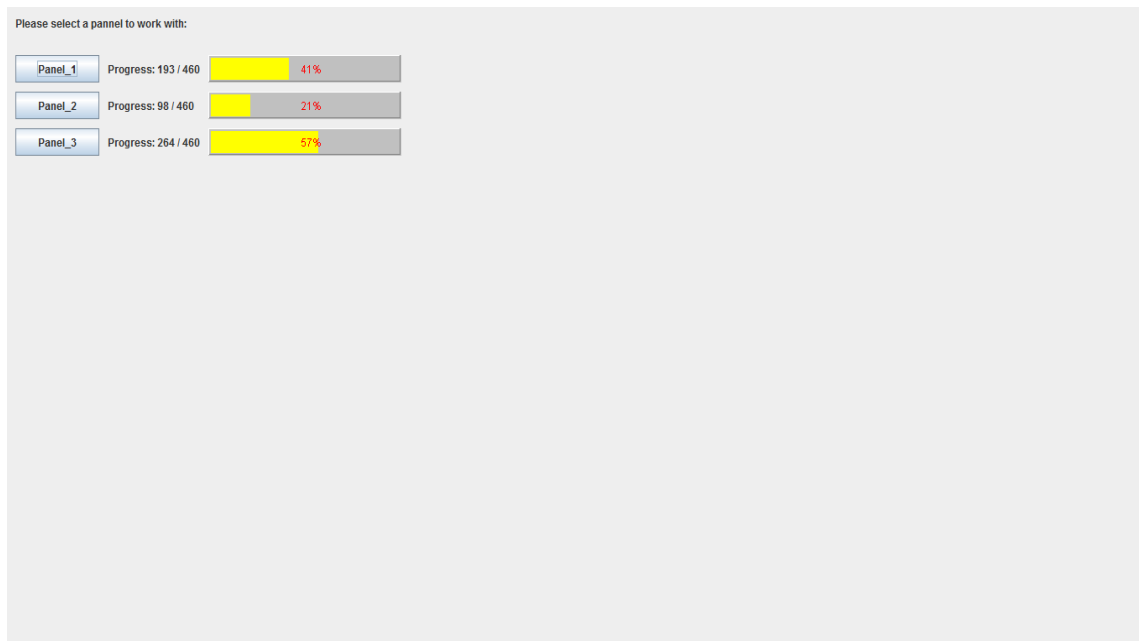 Please select a pannel to work with:
Panel_1 Progress: 193 / 460 41%
Panel_2 Progress: 98 / 460 21%
Panel_3 Progress: 264 / 460 57%